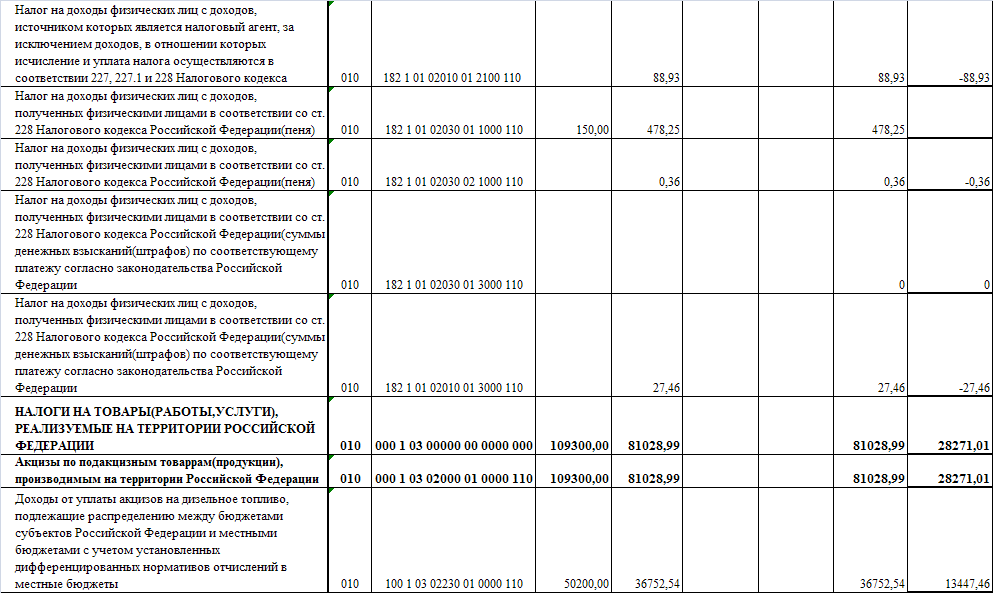 Налог на доходы физических лиц с доходов,
источником которых является налоговый агент, за
исключением доходов, в отношении которых
исчисление и уплата налога осуществляются в
соответствии 227, 227.1 и 228 Налогового кодекса 010 182 1 01 02010 01 2100 110 88,93 88,93 -88,93
Налог на доходы физических лиц с доходов,
полученных физическими лицами в соответствии со ст.
228 Налогового кодекса Российской Федерации(пеня) 010 182 1 01 02030 01 1000 110 150,00 478,25 478,25
Налог на доходы физических лиц с доходов,
полученных физическими лицами в соответствии со ст.
228 Налогового кодекса Российской Федерации(пеня) 010 182 1 01 02030 02 1000 110 0,36 0,36 -0,36
Налог на доходы физических лиц с доходов,
полученных физическими лицами в соответствии со ст.
228 Налогового кодекса Российской Федерации(суммы
денежных взысканий(штрафов) по соответствующему
платежу согласно законодательства Российской
Федерации 010 182 1 01 02030 01 3000 110 0 0
Налог на доходы физических лиц с доходов,
полученных физическими лицами в соответствии со ст.
228 Налогового кодекса Российской Федерации(суммы
денежных взысканий(штрафов) по соответствующему
платежу согласно законодательства Российской
Федерации 010 182 1 01 02010 01 3000 110 27,46 27,46 -27,46
НАЛОГИ НА ТОВАРЫ(РАБОТЫ,УСЛУГИ),
РЕАЛИЗУЕМЫЕ НА ТЕРРИТОРИИ РОССИЙСКОЙ
ФЕДЕРАЦИИ 010 000 1 03 00000 00 0000 000 109300,00 81028,99 81028,99 28271,01
Акцизы по подакцизным товаррам(продукции),
производимым на территории Российской Федерации 010 000 1 03 02000 01 0000 110 109300,00 81028,99 81028,99 28271,01
Доходы от уплаты акцизов на дизельное топливо,
подлежащие распределению между бюджетами
субъектов Российской Федерации и местными
бюджетами с учетом установленных
дифференцированных нормативов отчислений в
местные бюджеты 010 100 1 03 02230 01 0000 110 50200,00 36752,54 36752,54 13447,46